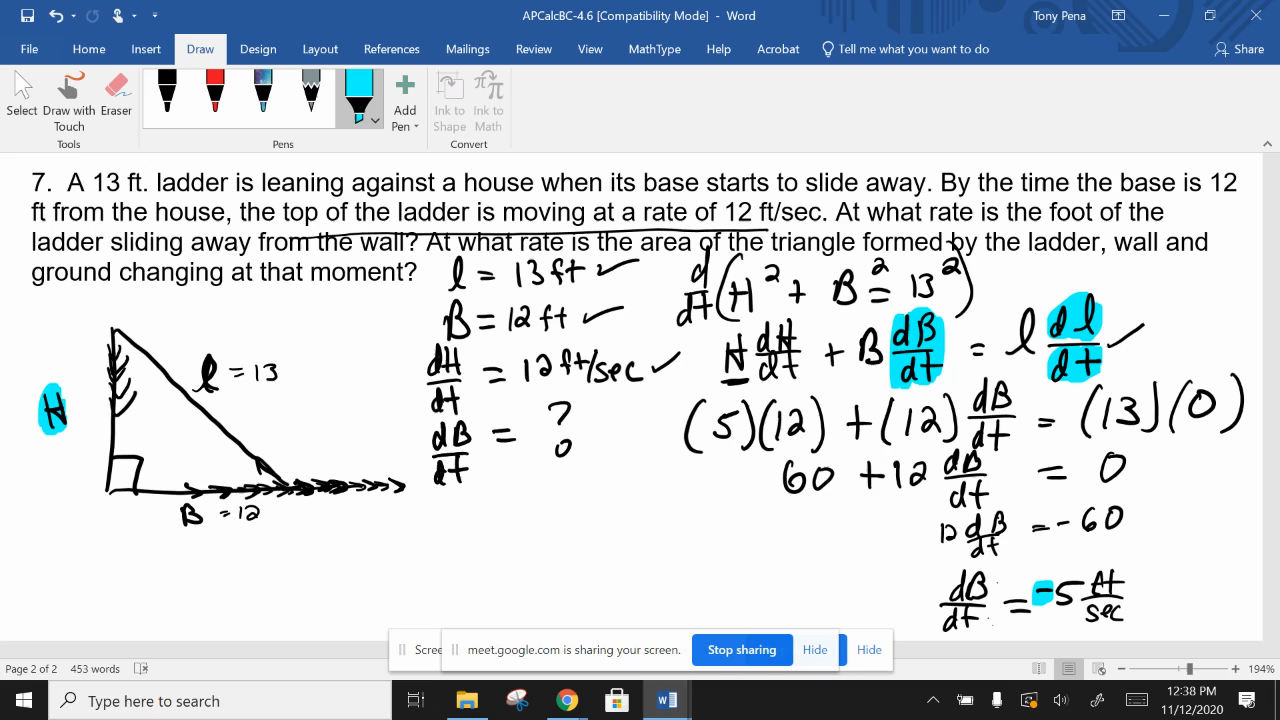 APCalcBC-4.6 [Compatibility Mode] - Word
Tony Pena
File Home Insert Draw Design Layout References Mailings Review View MathType Help Acrobat Tell me what you want to do Share
Select Draw with Touch Eraser Add Pen Ink to Shape Ink to Math
Tools Pens Convert
7. A 13 ft. ladder is leaning against a house when its base starts to slide away. By the time the base is 12
ft from the house, the top of the ladder is moving at a rate of 12 ft/sec. At what rate is the foot of the
ladder sliding away from the wall? At what rate is the area of the triangle formed by the ladder, wall and
ground changing at that moment?
l = 13 ft ✓
B = 12 ft ✓
dH/dt = 12 ft/sec ✓
dB/dt = ?
H
l = 13
B = 12
d/dt (H² + B² = 13²)
H dH/dt + B dB/dt = l dl/dt ✓
(5)(12) + (12) dB/dt = (13)(0)
60 + 12 dB/dt = 0
12 dB/dt = -60
dB/dt = -5 ft/sec
Scree
meet.google.com is sharing your screen. Stop sharing Hide Hide
Page 2 of 2 453 words 194%
Type here to search
12:38 PM
11/12/2020